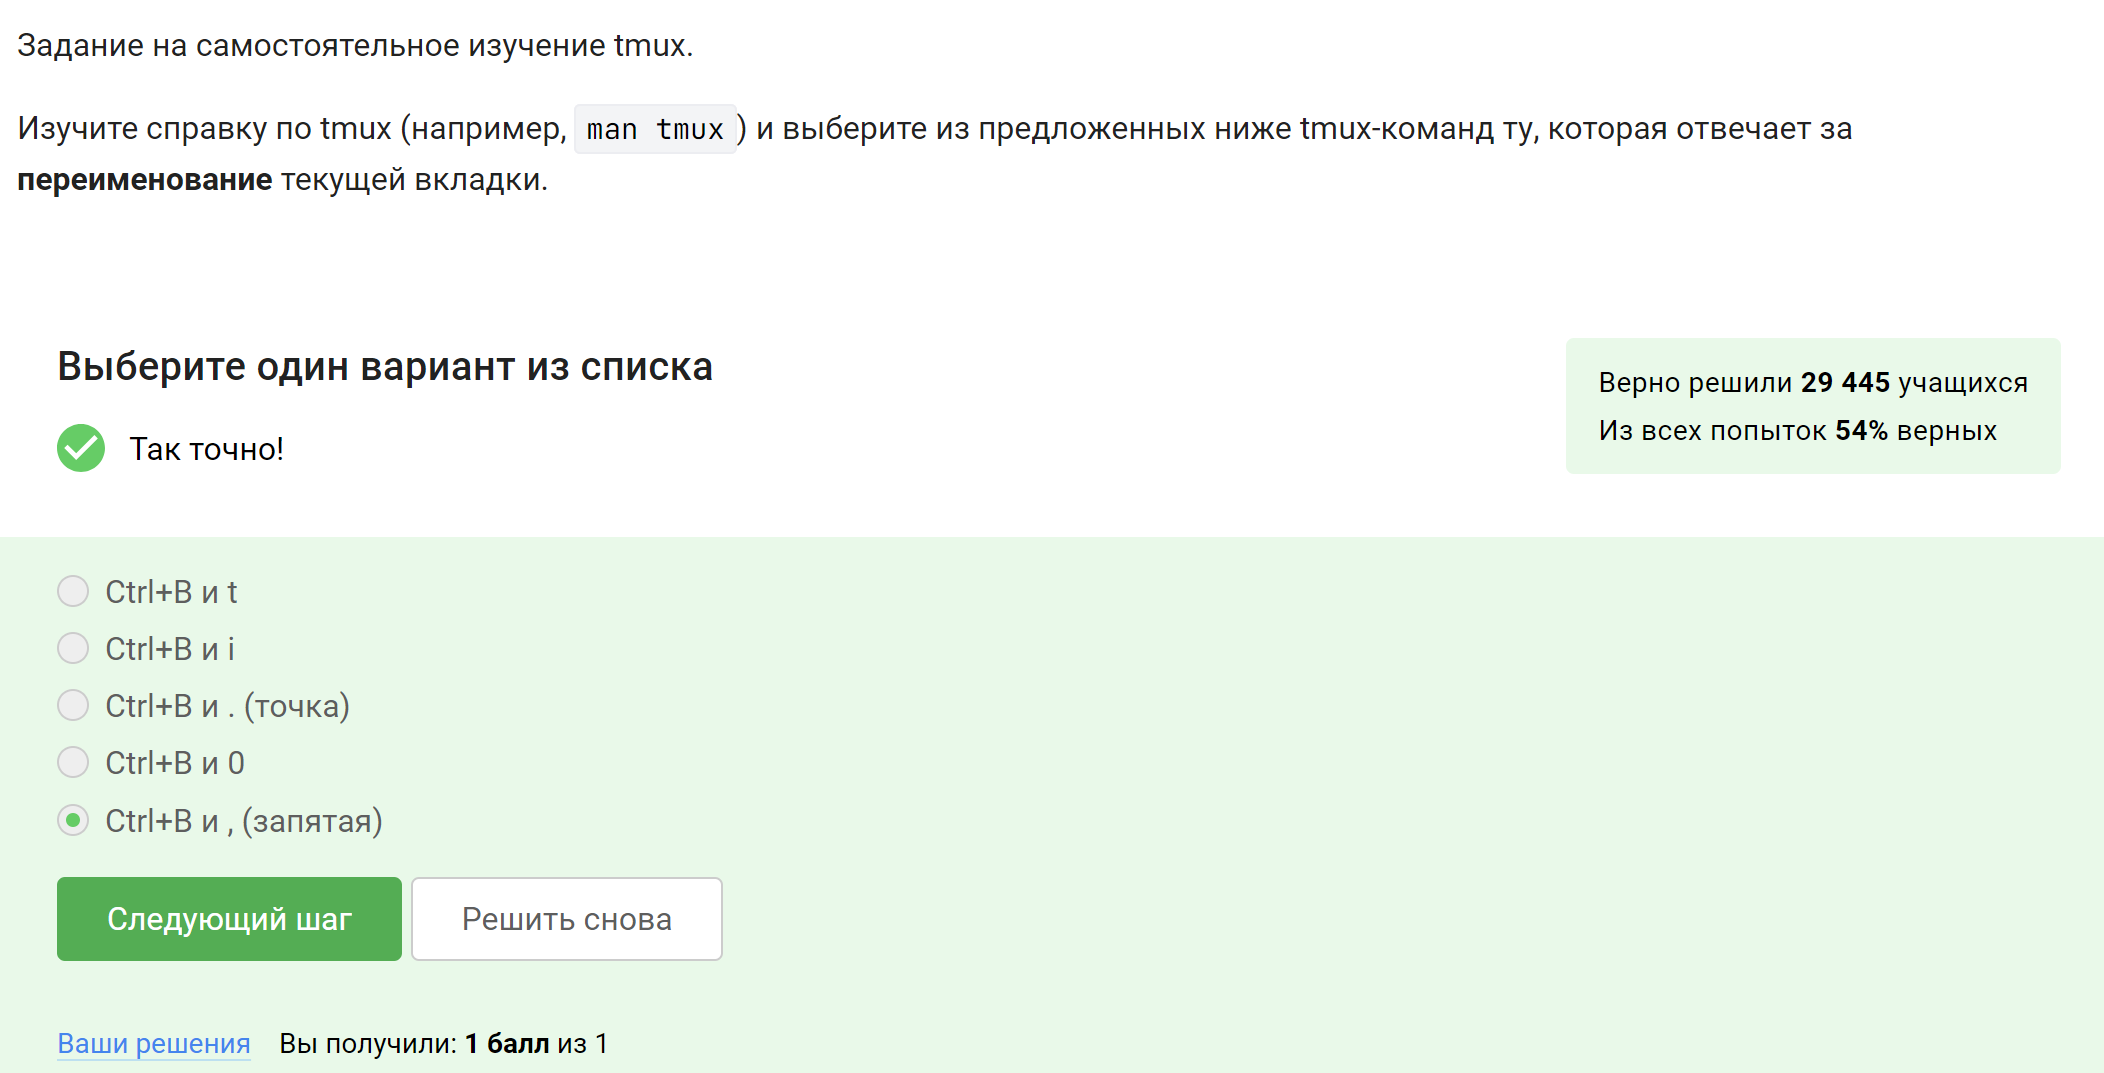 Задание на самостоятельное изучение tmux.
Изучите справку по tmux (например, man tmux) и выберите из предложенных ниже tmux-команд ту, которая отвечает за
переименование текущей вкладки.
Выберите один вариант из списка
Так точно!
Верно решили 29 445 учащихся
Из всех попыток 54% верных
Ctrl+B и t
Ctrl+B и i
Ctrl+B и . (точка)
Ctrl+B и 0
Ctrl+B и , (запятая)
Следующий шаг
Решить снова
Ваши решения
Вы получили: 1 балл из 1